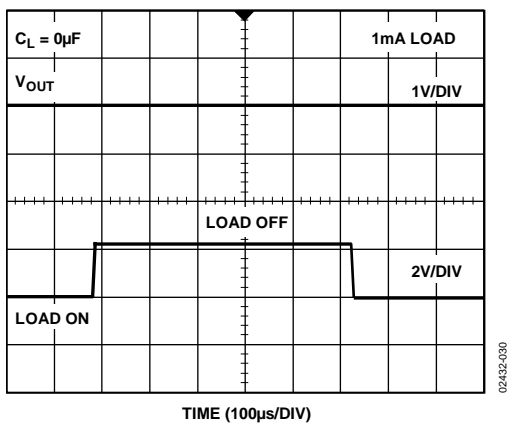 C_L = 0µF
1mA LOAD
V_OUT
1V/DIV
LOAD OFF
2V/DIV
LOAD ON
TIME (100µs/DIV)
02432-030